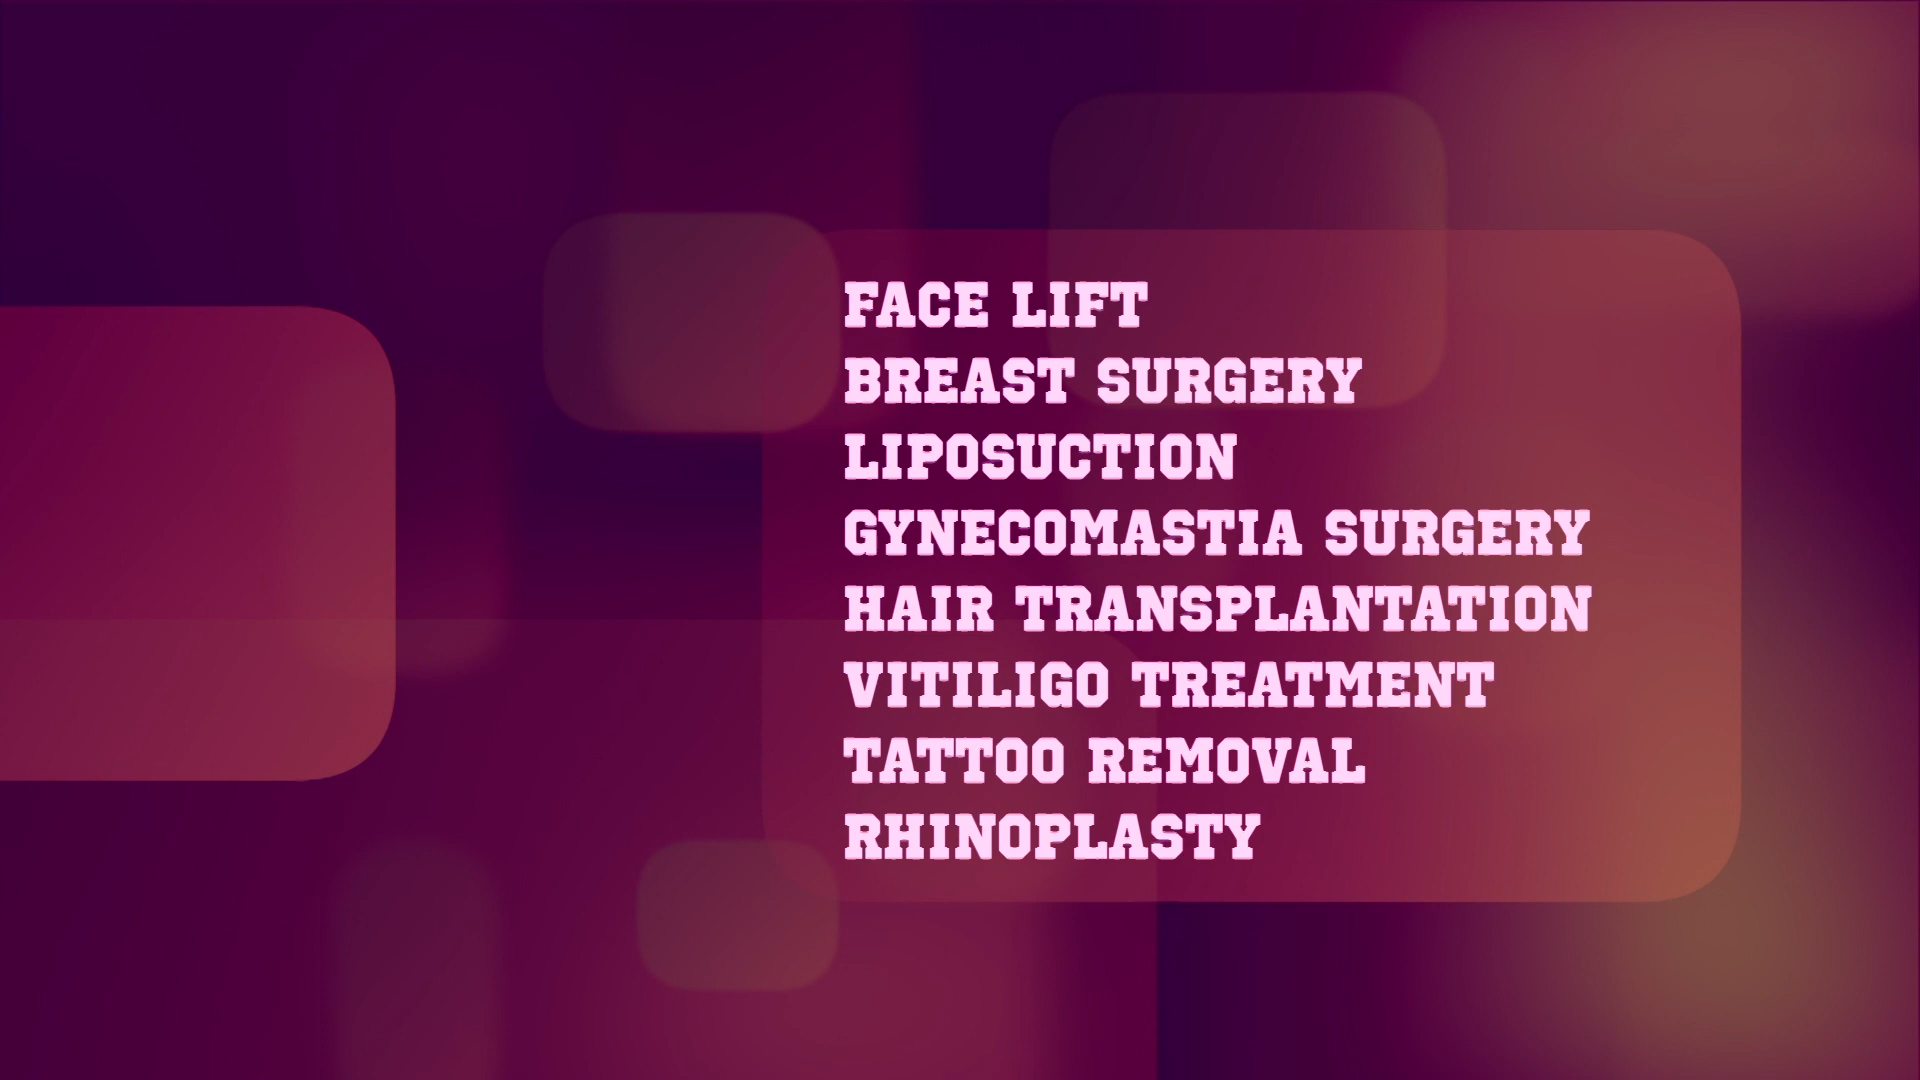 FACE LIFT
BREAST SURGERY
LIPOSUCTION
GYNECOMASTIA SURGERY
HAIR TRANSPLANTATION
VITILIGO TREATMENT
TATTOO REMOVAL
RHINOPLASTY